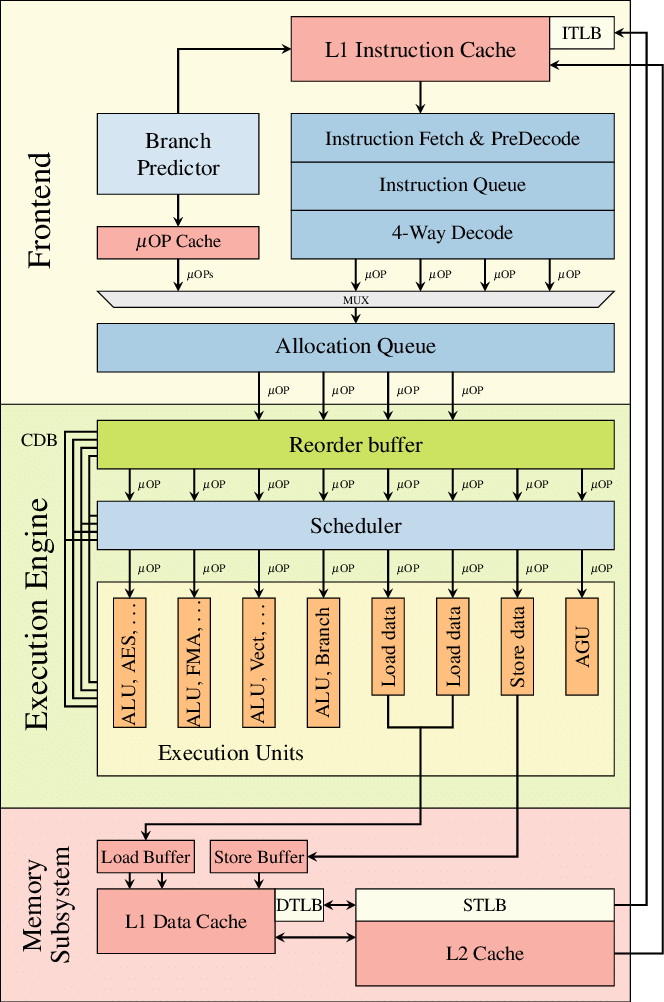 L1 Instruction Cache
ITLB
Frontend
Branch
Predictor
Instruction Fetch & PreDecode
Instruction Queue
4-Way Decode
μOP Cache
μOPs
μOP
μOP
μOP
μOP
MUX
Allocation Queue
μOP
μOP
μOP
μOP
Execution Engine
CDB
Reorder buffer
μOP
μOP
μOP
μOP
μOP
μOP
μOP
μOP
Scheduler
μOP
μOP
μOP
μOP
μOP
μOP
μOP
μOP
ALU, AES, …
ALU, FMA, …
ALU, Vect, …
ALU, Branch
Load data
Load data
Store data
AGU
Execution Units
Memory
Subsystem
Load Buffer
Store Buffer
L1 Data Cache
DTLB
STLB
L2 Cache